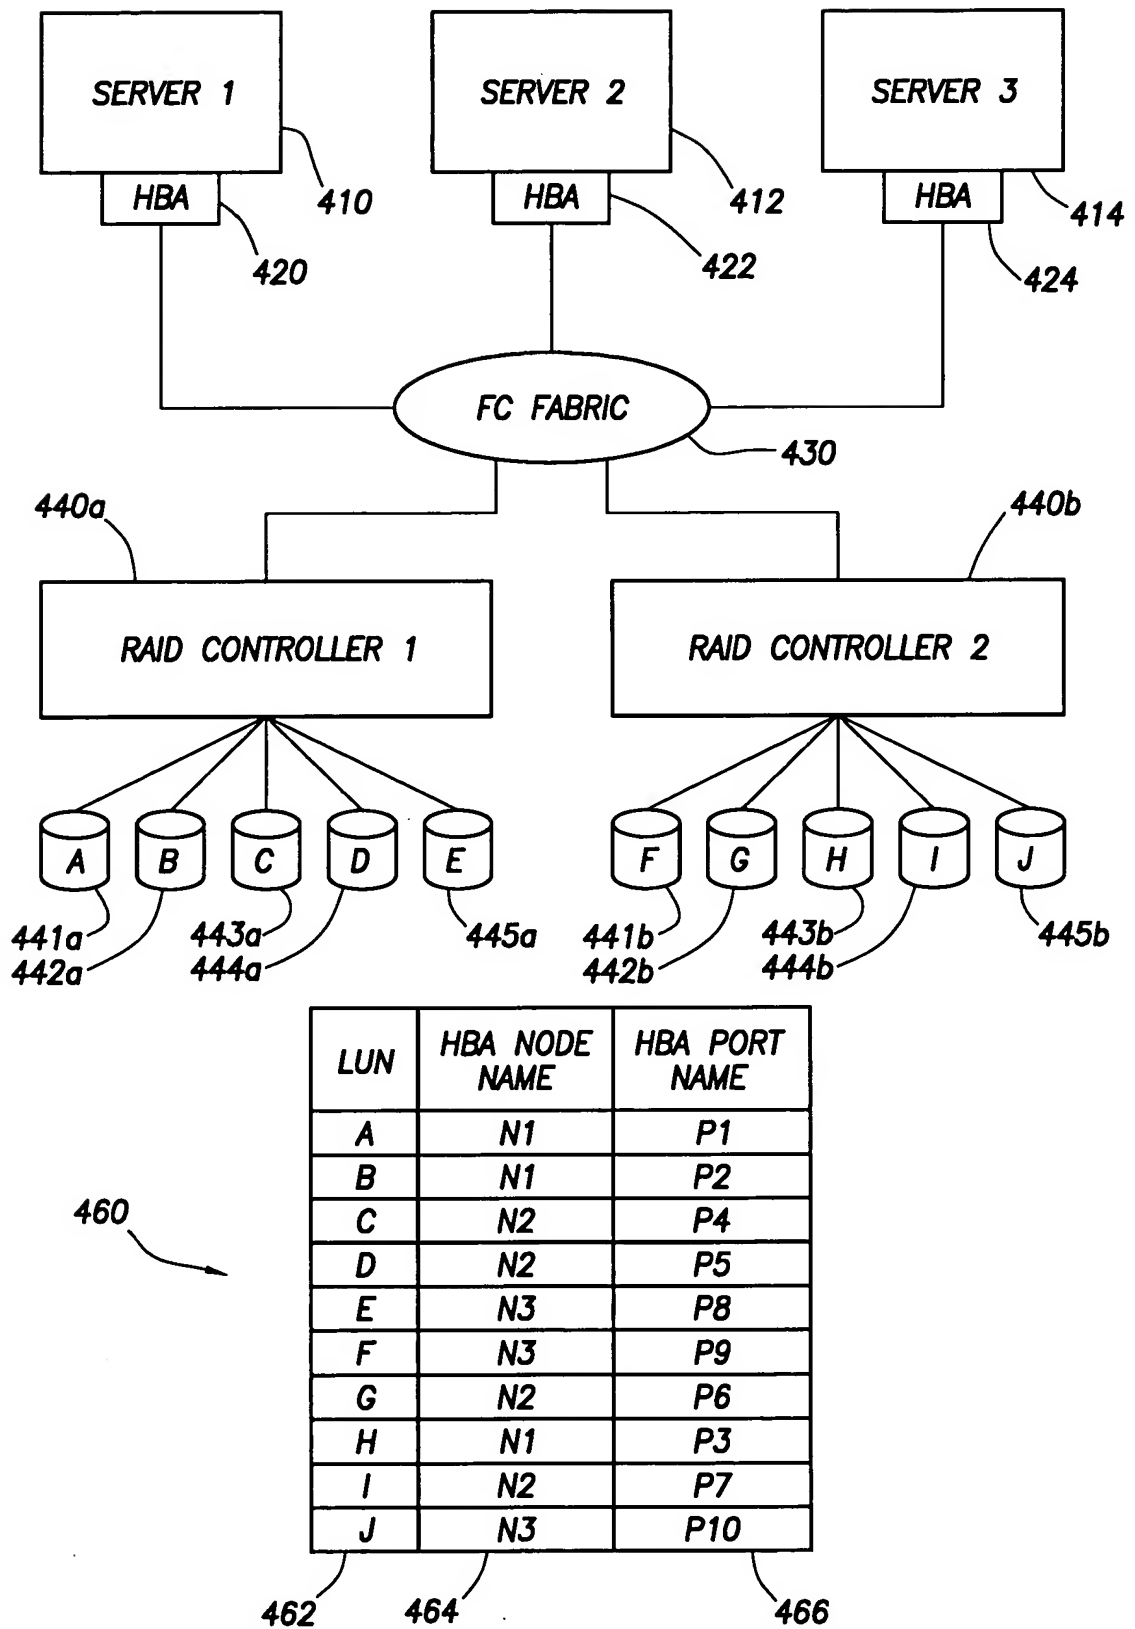 SERVER 1
SERVER 2
SERVER 3
HBA
HBA
HBA
410
412
414
420
422
424
FC FABRIC
430
440a
440b
RAID CONTROLLER 1
RAID CONTROLLER 2
A
B
C
D
E
F
G
H
I
J
441a
443a
445a
441b
443b
445b
442a
444a
442b
444b
LUN
HBA NODE NAME
HBA PORT NAME
A N1 P1
B N1 P2
C N2 P4
D N2 P5
E N3 P8
F N3 P9
G N2 P6
H N1 P3
I N2 P7
J N3 P10
460
462
464
466